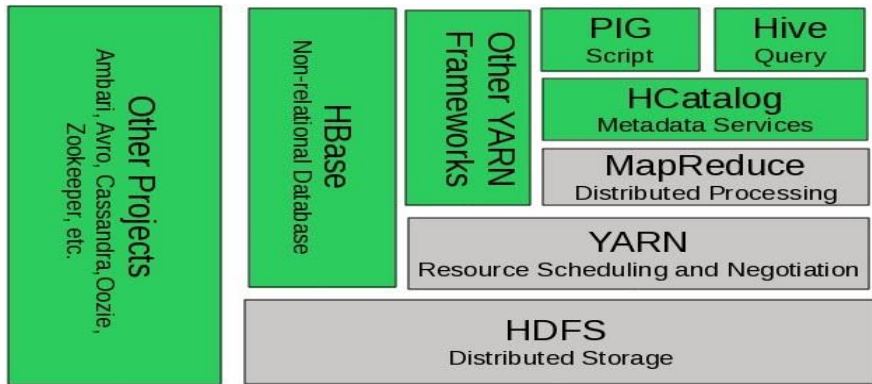 Other Projects
Ambari, Avro, Cassandra,Oozie,
Zookeeper, etc.
HBase
Non-relational Database
Other YARN
Frameworks
PIG
Script
Hive
Query
HCatalog
Metadata Services
MapReduce
Distributed Processing
YARN
Resource Scheduling and Negotiation
HDFS
Distributed Storage